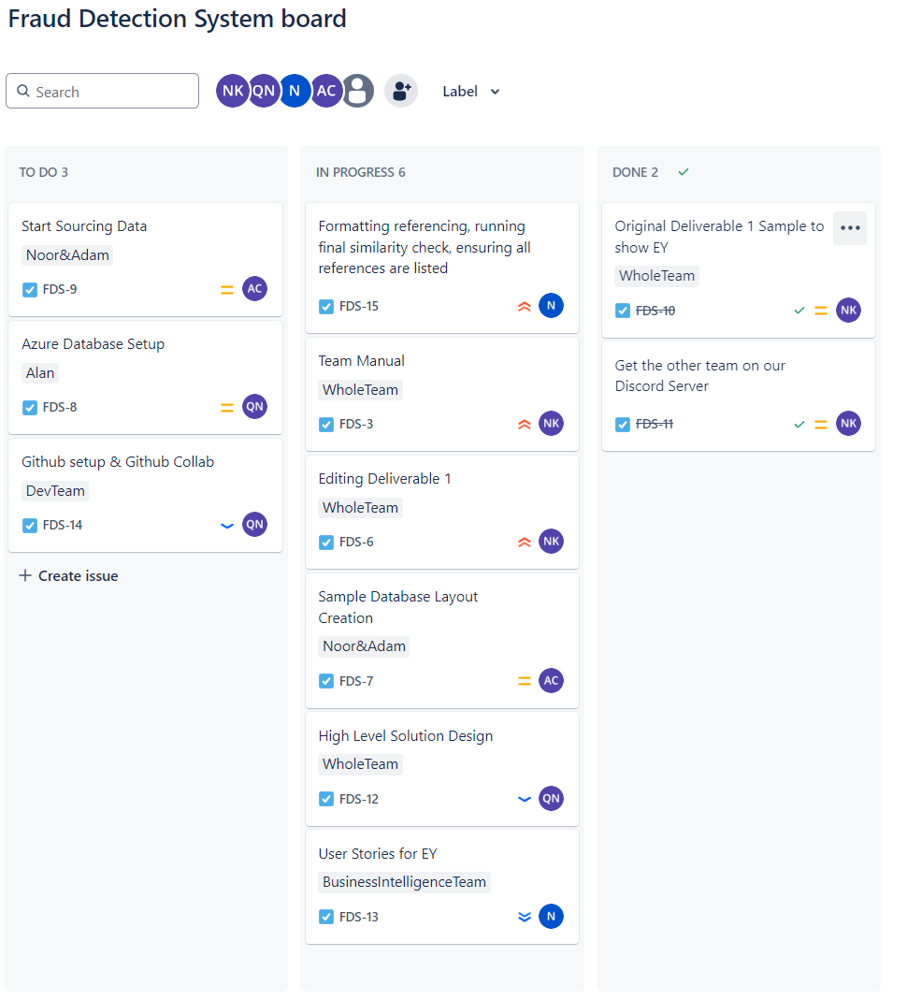 Fraud Detection System board
Search
NK QN N AC
Label
TO DO 3
Start Sourcing Data
Noor&Adam
FDS-9
AC
Azure Database Setup
Alan
FDS-8
QN
Github setup & Github Collab
DevTeam
FDS-14
QN
+ Create issue
IN PROGRESS 6
Formatting referencing, running
final similarity check, ensuring all
references are listed
FDS-15
N
Team Manual
WholeTeam
FDS-3
NK
Editing Deliverable 1
WholeTeam
FDS-6
NK
Sample Database Layout
Creation
Noor&Adam
FDS-7
AC
High Level Solution Design
WholeTeam
FDS-12
QN
User Stories for EY
BusinessIntelligenceTeam
FDS-13
N
DONE 2
Original Deliverable 1 Sample to
show EY
WholeTeam
FDS-10
NK
Get the other team on our
Discord Server
FDS-11
NK